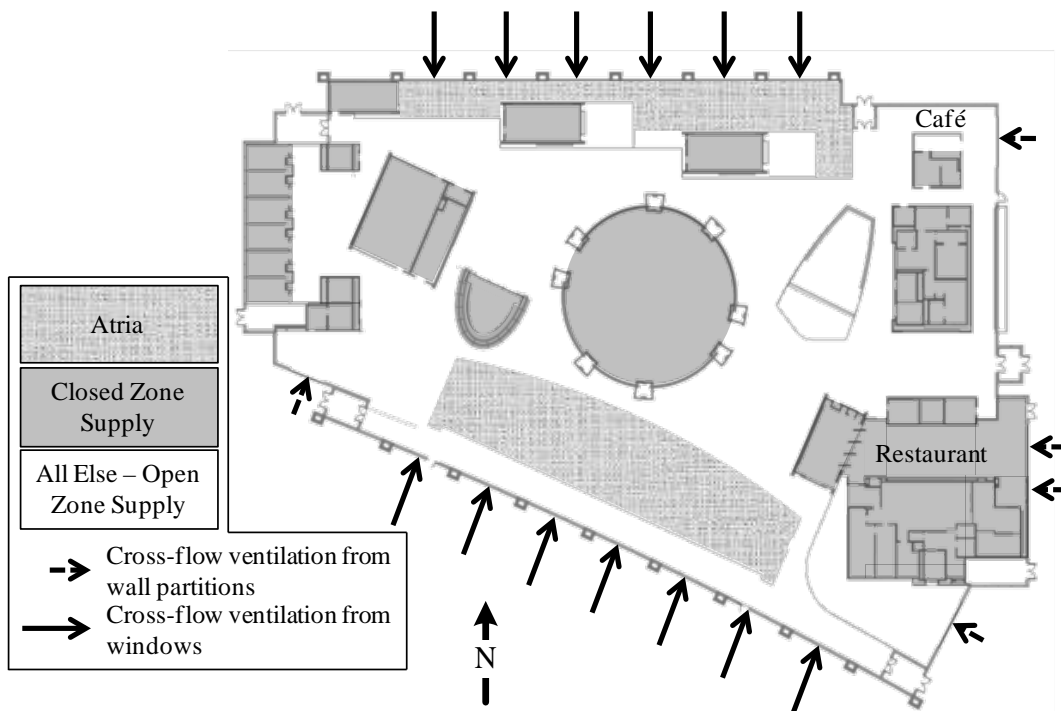 Café
Atria
Closed Zone
Supply
Restaurant
All Else – Open
Zone Supply
Cross-flow ventilation from
wall partitions
Cross-flow ventilation from
windows
N